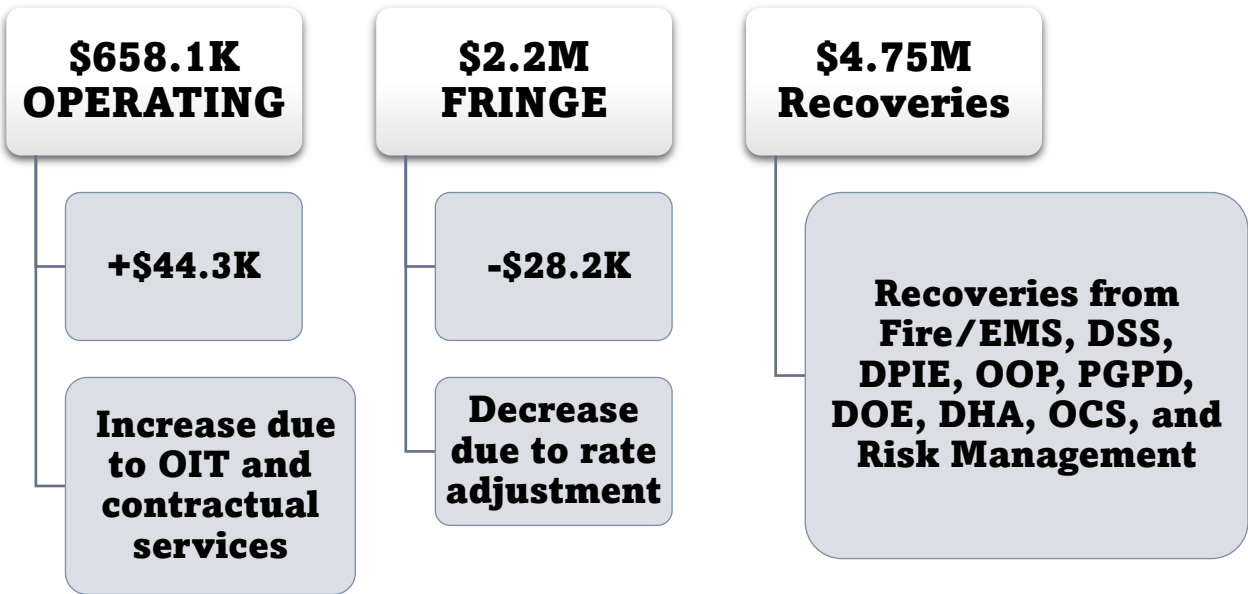 $658.1K
OPERATING
+$44.3K
Increase due
to OIT and
contractual
services
$2.2M
FRINGE
-$28.2K
Decrease
due to rate
adjustment
$4.75M
Recoveries
Recoveries from
Fire/EMS, DSS,
DPIE, OOP, PGPD,
DOE, DHA, OCS, and
Risk Management